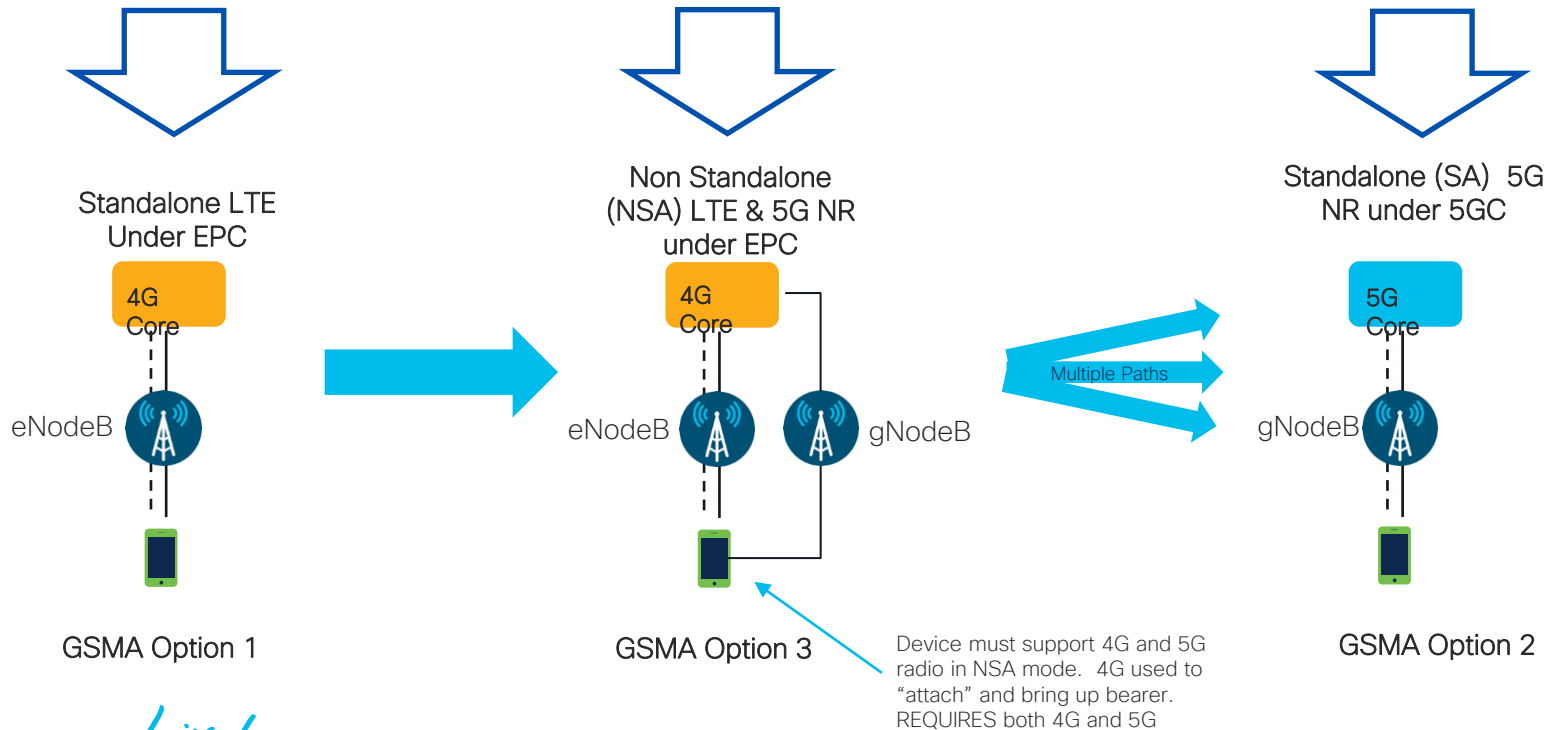 Standalone LTE
Under EPC
4G
Core
eNodeB
GSMA Option 1
Non Standalone
(NSA) LTE & 5G NR
under EPC
4G
Core
eNodeB
gNodeB
GSMA Option 3
Device must support 4G and 5G
radio in NSA mode. 4G used to
“attach” and bring up bearer.
REQUIRES both 4G and 5G
Multiple Paths
Standalone (SA) 5G
NR under 5GC
5G
Core
gNodeB
GSMA Option 2